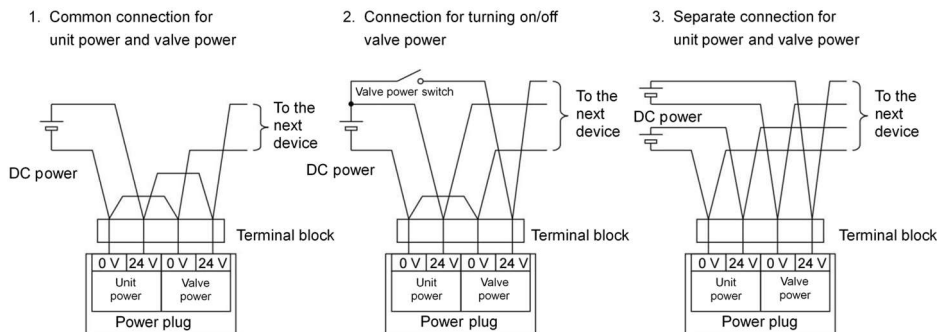 1. Common connection for
unit power and valve power
To the
next
device
DC power
Terminal block
0 V 24 V 0 V 24 V
Unit
power
Valve
power
Power plug
2. Connection for turning on/off
valve power
Valve power switch
To the
next
device
DC power
Terminal block
0 V 24 V 0 V 24 V
Unit
power
Valve
power
Power plug
3. Separate connection for
unit power and valve power
To the
next
device
DC power
Terminal block
0 V 24 V 0 V 24 V
Unit
power
Valve
power
Power plug